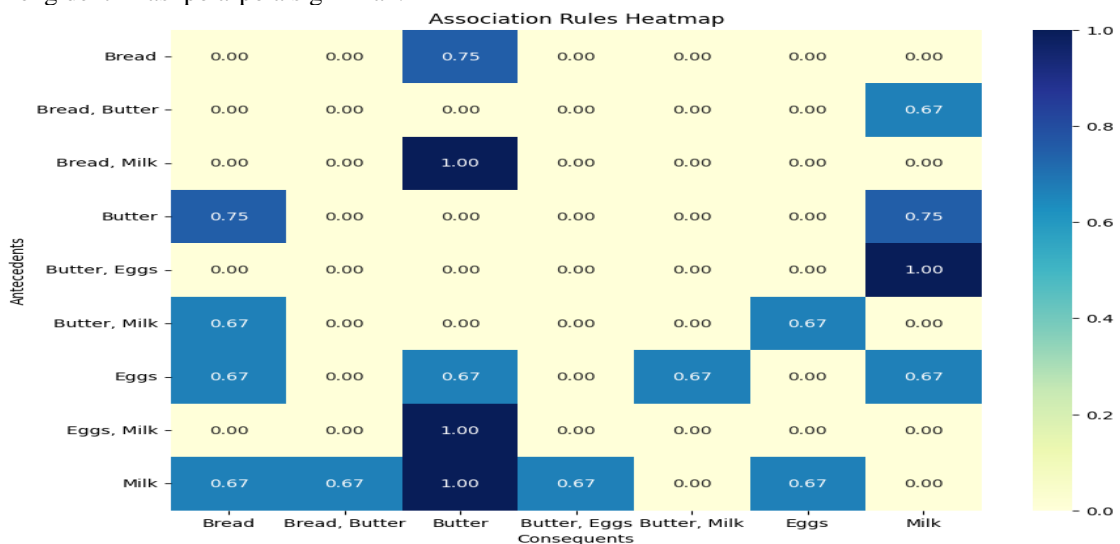 Association Rules Heatmap
Bread 0.00 0.00 0.75 0.00 0.00 0.00 0.00
Bread, Butter 0.00 0.00 0.00 0.00 0.00 0.00 0.67
Bread, Milk 0.00 0.00 1.00 0.00 0.00 0.00 0.00
Butter 0.75 0.00 0.00 0.00 0.00 0.00 0.75
Butter, Eggs 0.00 0.00 0.00 0.00 0.00 0.00 1.00
Butter, Milk 0.67 0.00 0.00 0.00 0.00 0.67 0.00
Eggs 0.67 0.00 0.67 0.00 0.67 0.00 0.67
Eggs, Milk 0.00 0.00 1.00 0.00 0.00 0.00 0.00
Milk 0.67 0.67 1.00 0.67 0.00 0.67 0.00
Bread Bread, Butter Butter Butter, Eggs Butter, Milk Eggs Milk
Consequents
Antecedents
1.0
0.8
0.6
0.4
0.2
0.0